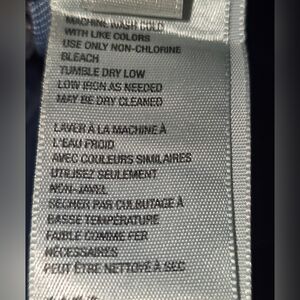 MACHINE WASH COLD
WITH LIKE COLORS
USE ONLY NON-CHLORINE
BLEACH
TUMBLE DRY LOW
LOW IRON AS NEEDED
MAY BE DRY CLEANED
LAVER À LA MACHINE À
L'EAU FROID
AVEC COULEURS SIMILAIRES
UTILISEZ SEULEMENT
NON-JAVEL
SÉCHER PAR CULBUTAGE À
BASSE TEMPÉRATURE
FAIBLE COMME FER
NÉCESSAIRES
PEUT ÊTRE NETTOYÉ À SEC